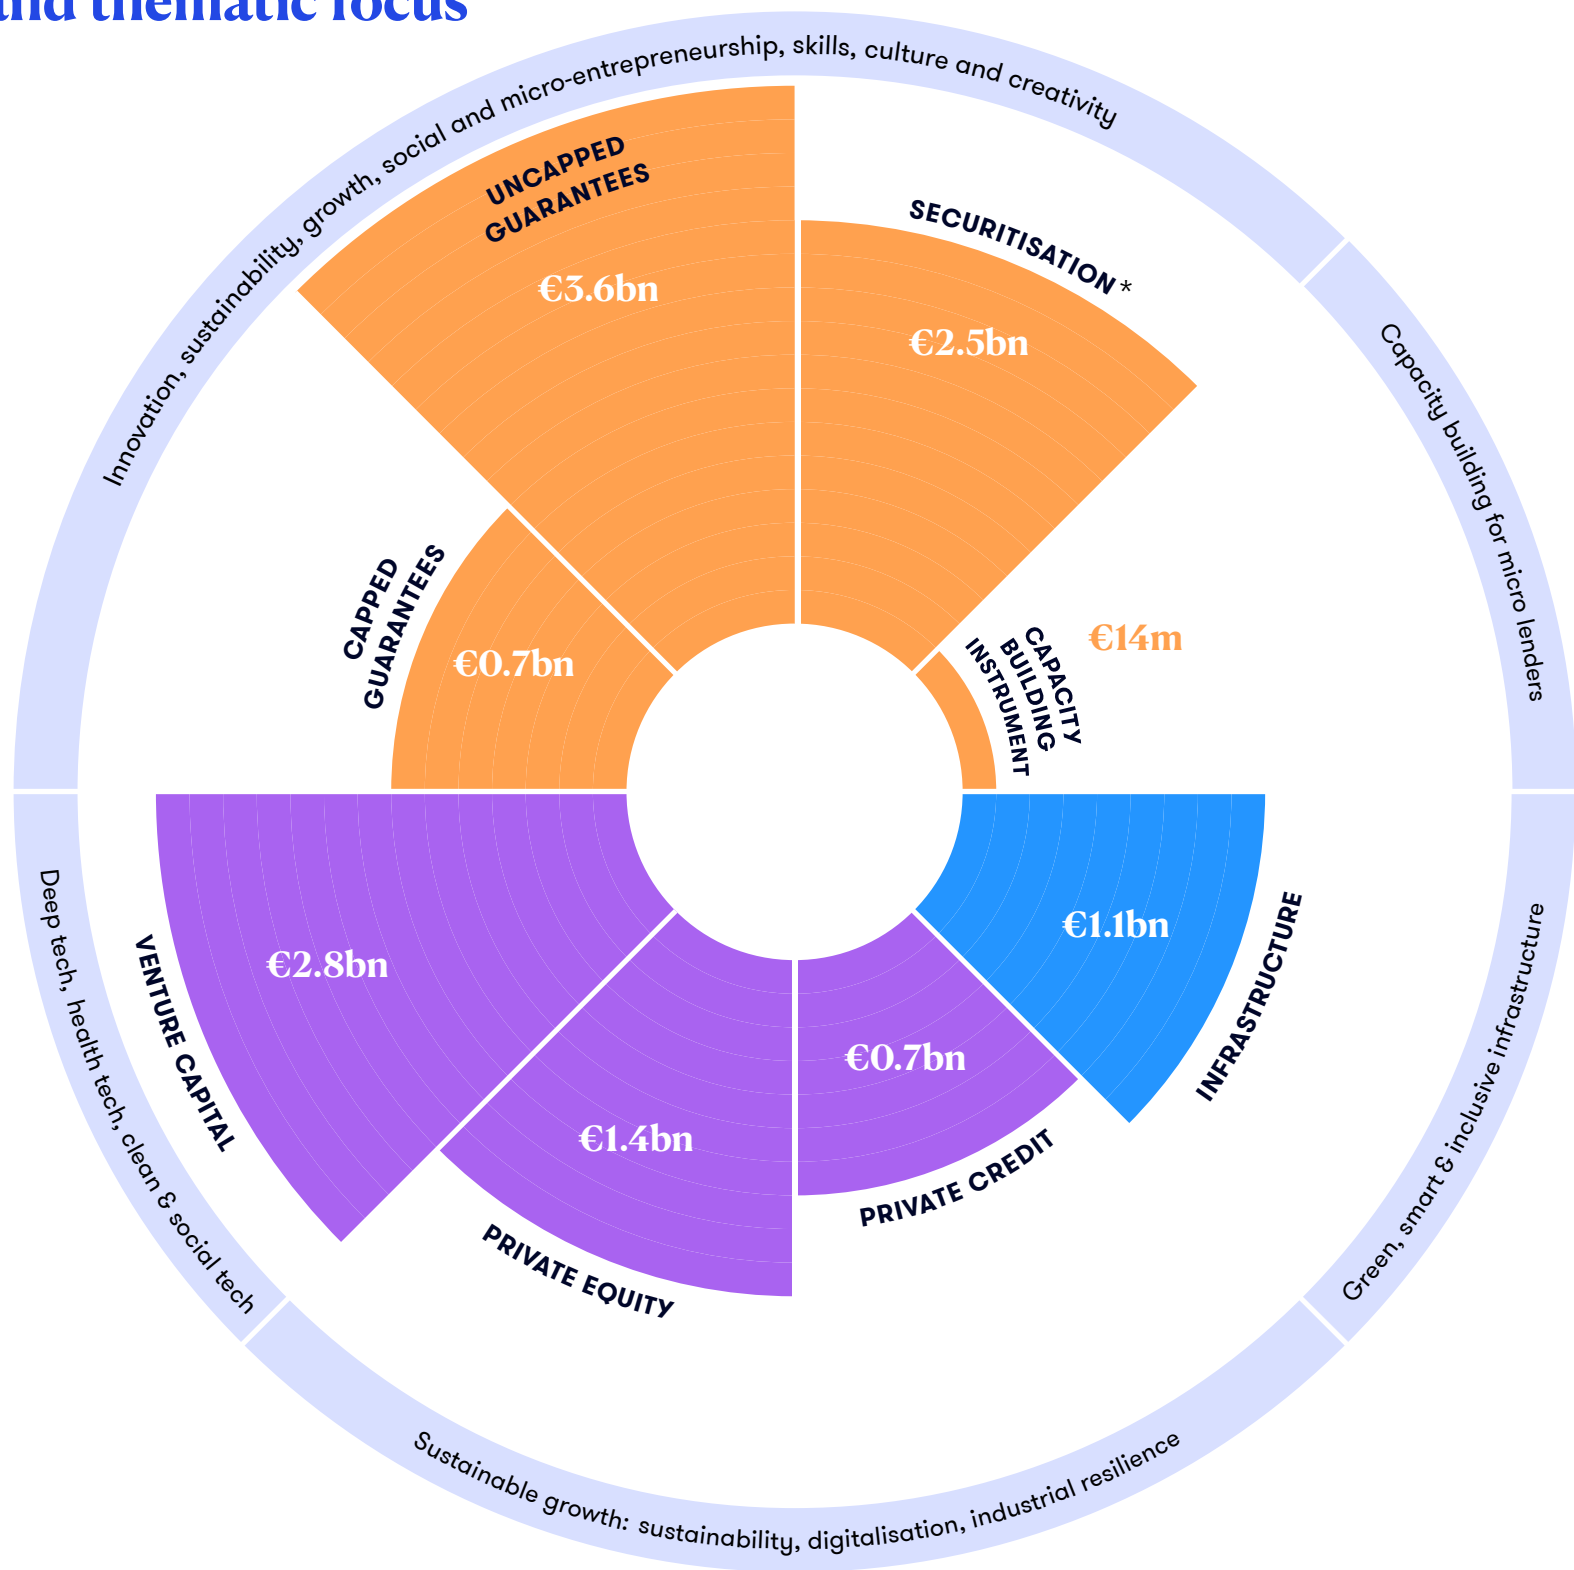 and thematic focus
Innovation, sustainability, growth, social and micro-entrepreneurship, skills, culture and creativity
UNCAPPED
GUARANTEES
€3.6bn
SECURITISATION*
€2.5bn
Capacity building for micro lenders
CAPPED
GUARANTEES
€0.7bn
CAPACITY
BUILDING
INSTRUMENT
€14m
€2.8bn
VENTURE CAPITAL
Deep tech, health tech, clean & social tech
€1.4bn
PRIVATE EQUITY
€0.7bn
PRIVATE CREDIT
€1.1bn
INFRASTRUCTURE
Green, smart & inclusive infrastructure
Sustainable growth: sustainability, digitalisation, industrial resilience